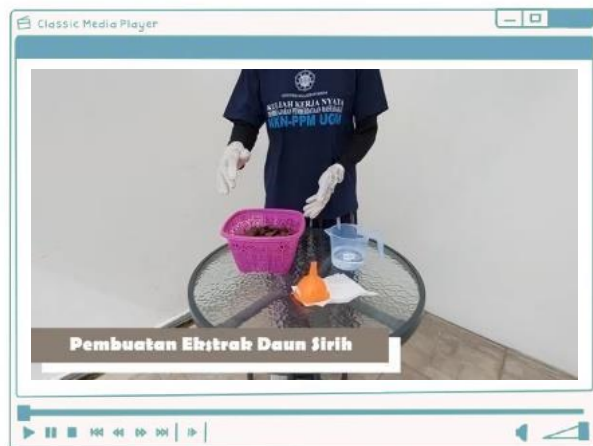 Classic Media Player
KULIAH KERJA NYATA
KKN-PPM UGM
Pembuatan Ekstrak Daun Sirih